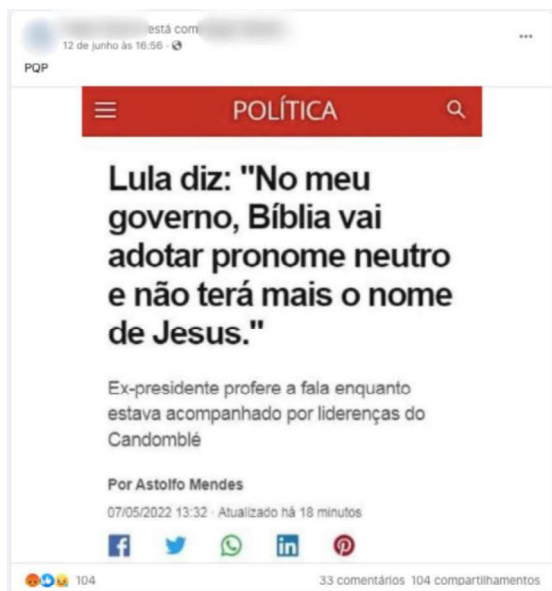 está com
12 de junho às 16:56 ·
PQP
POLÍTICA
Lula diz: "No meu
governo, Bíblia vai
adotar pronome neutro
e não terá mais o nome
de Jesus."
Ex-presidente profere a fala enquanto
estava acompanhado por liderenças do
Candomblé
Por Astolfo Mendes
07/05/2022 13:32 · Atualizado há 18 minutos
104
33 comentários 104 compartilhamentos